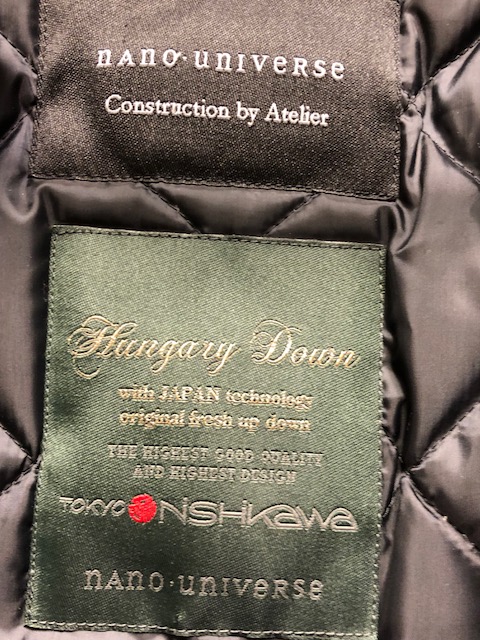 nano·universe
Construction by Atelier
Hungary Down
with JAPAN technology
original fresh up down
THE HIGHEST GOOD QUALITY
AND HIGHEST DESIGN
TOKYO NISHKawa
nano·universe